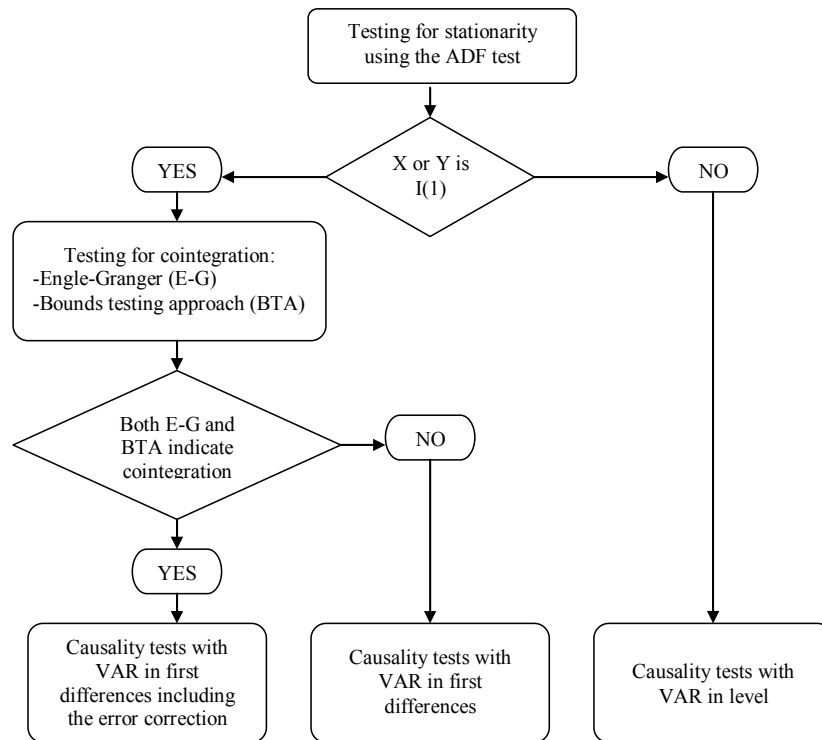 Testing for stationarity
using the ADF test
YES
X or Y is
I(1)
NO
Testing for cointegration:
-Engle-Granger (E-G)
-Bounds testing approach (BTA)
Both E-G and
BTA indicate
cointegration
NO
YES
Causality tests with
VAR in first
differences including
the error correction
Causality tests with
VAR in first
differences
Causality tests with
VAR in level